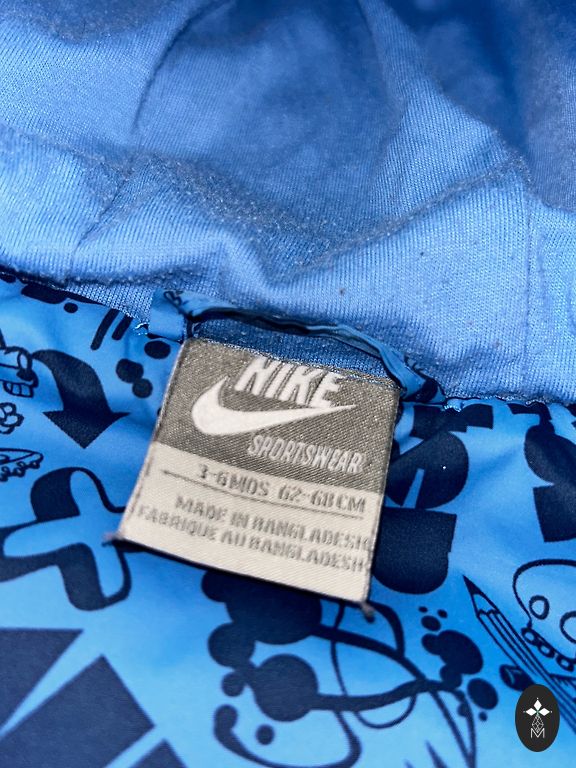 NIKE
SPORTSWEAR
3-6MOS 62-68CM
MADE IN BANGLADESH
FABRIQUE AU BANGLADESH